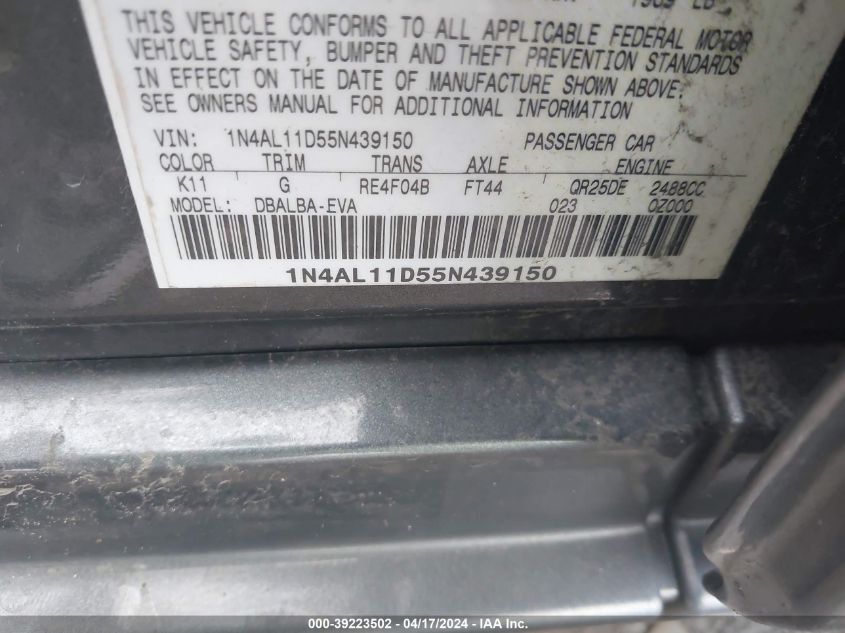 1909 LB
THIS VEHICLE CONFORMS TO ALL APPLICABLE FEDERAL MOTOR
VEHICLE SAFETY, BUMPER AND THEFT PREVENTION STANDARDS
IN EFFECT ON THE DATE OF MANUFACTURE SHOWN ABOVE.
SEE OWNERS MANUAL FOR ADDITIONAL INFORMATION
VIN: 1N4AL11D55N439150 PASSENGER CAR
COLOR TRIM TRANS AXLE ENGINE
K11 G RE4F04B FT44 QR25DE 2488CC
MODEL: DBALBA-EVA 023 0Z000
1N4AL11D55N439150
000-39223502 - 04/17/2024 - IAA Inc.